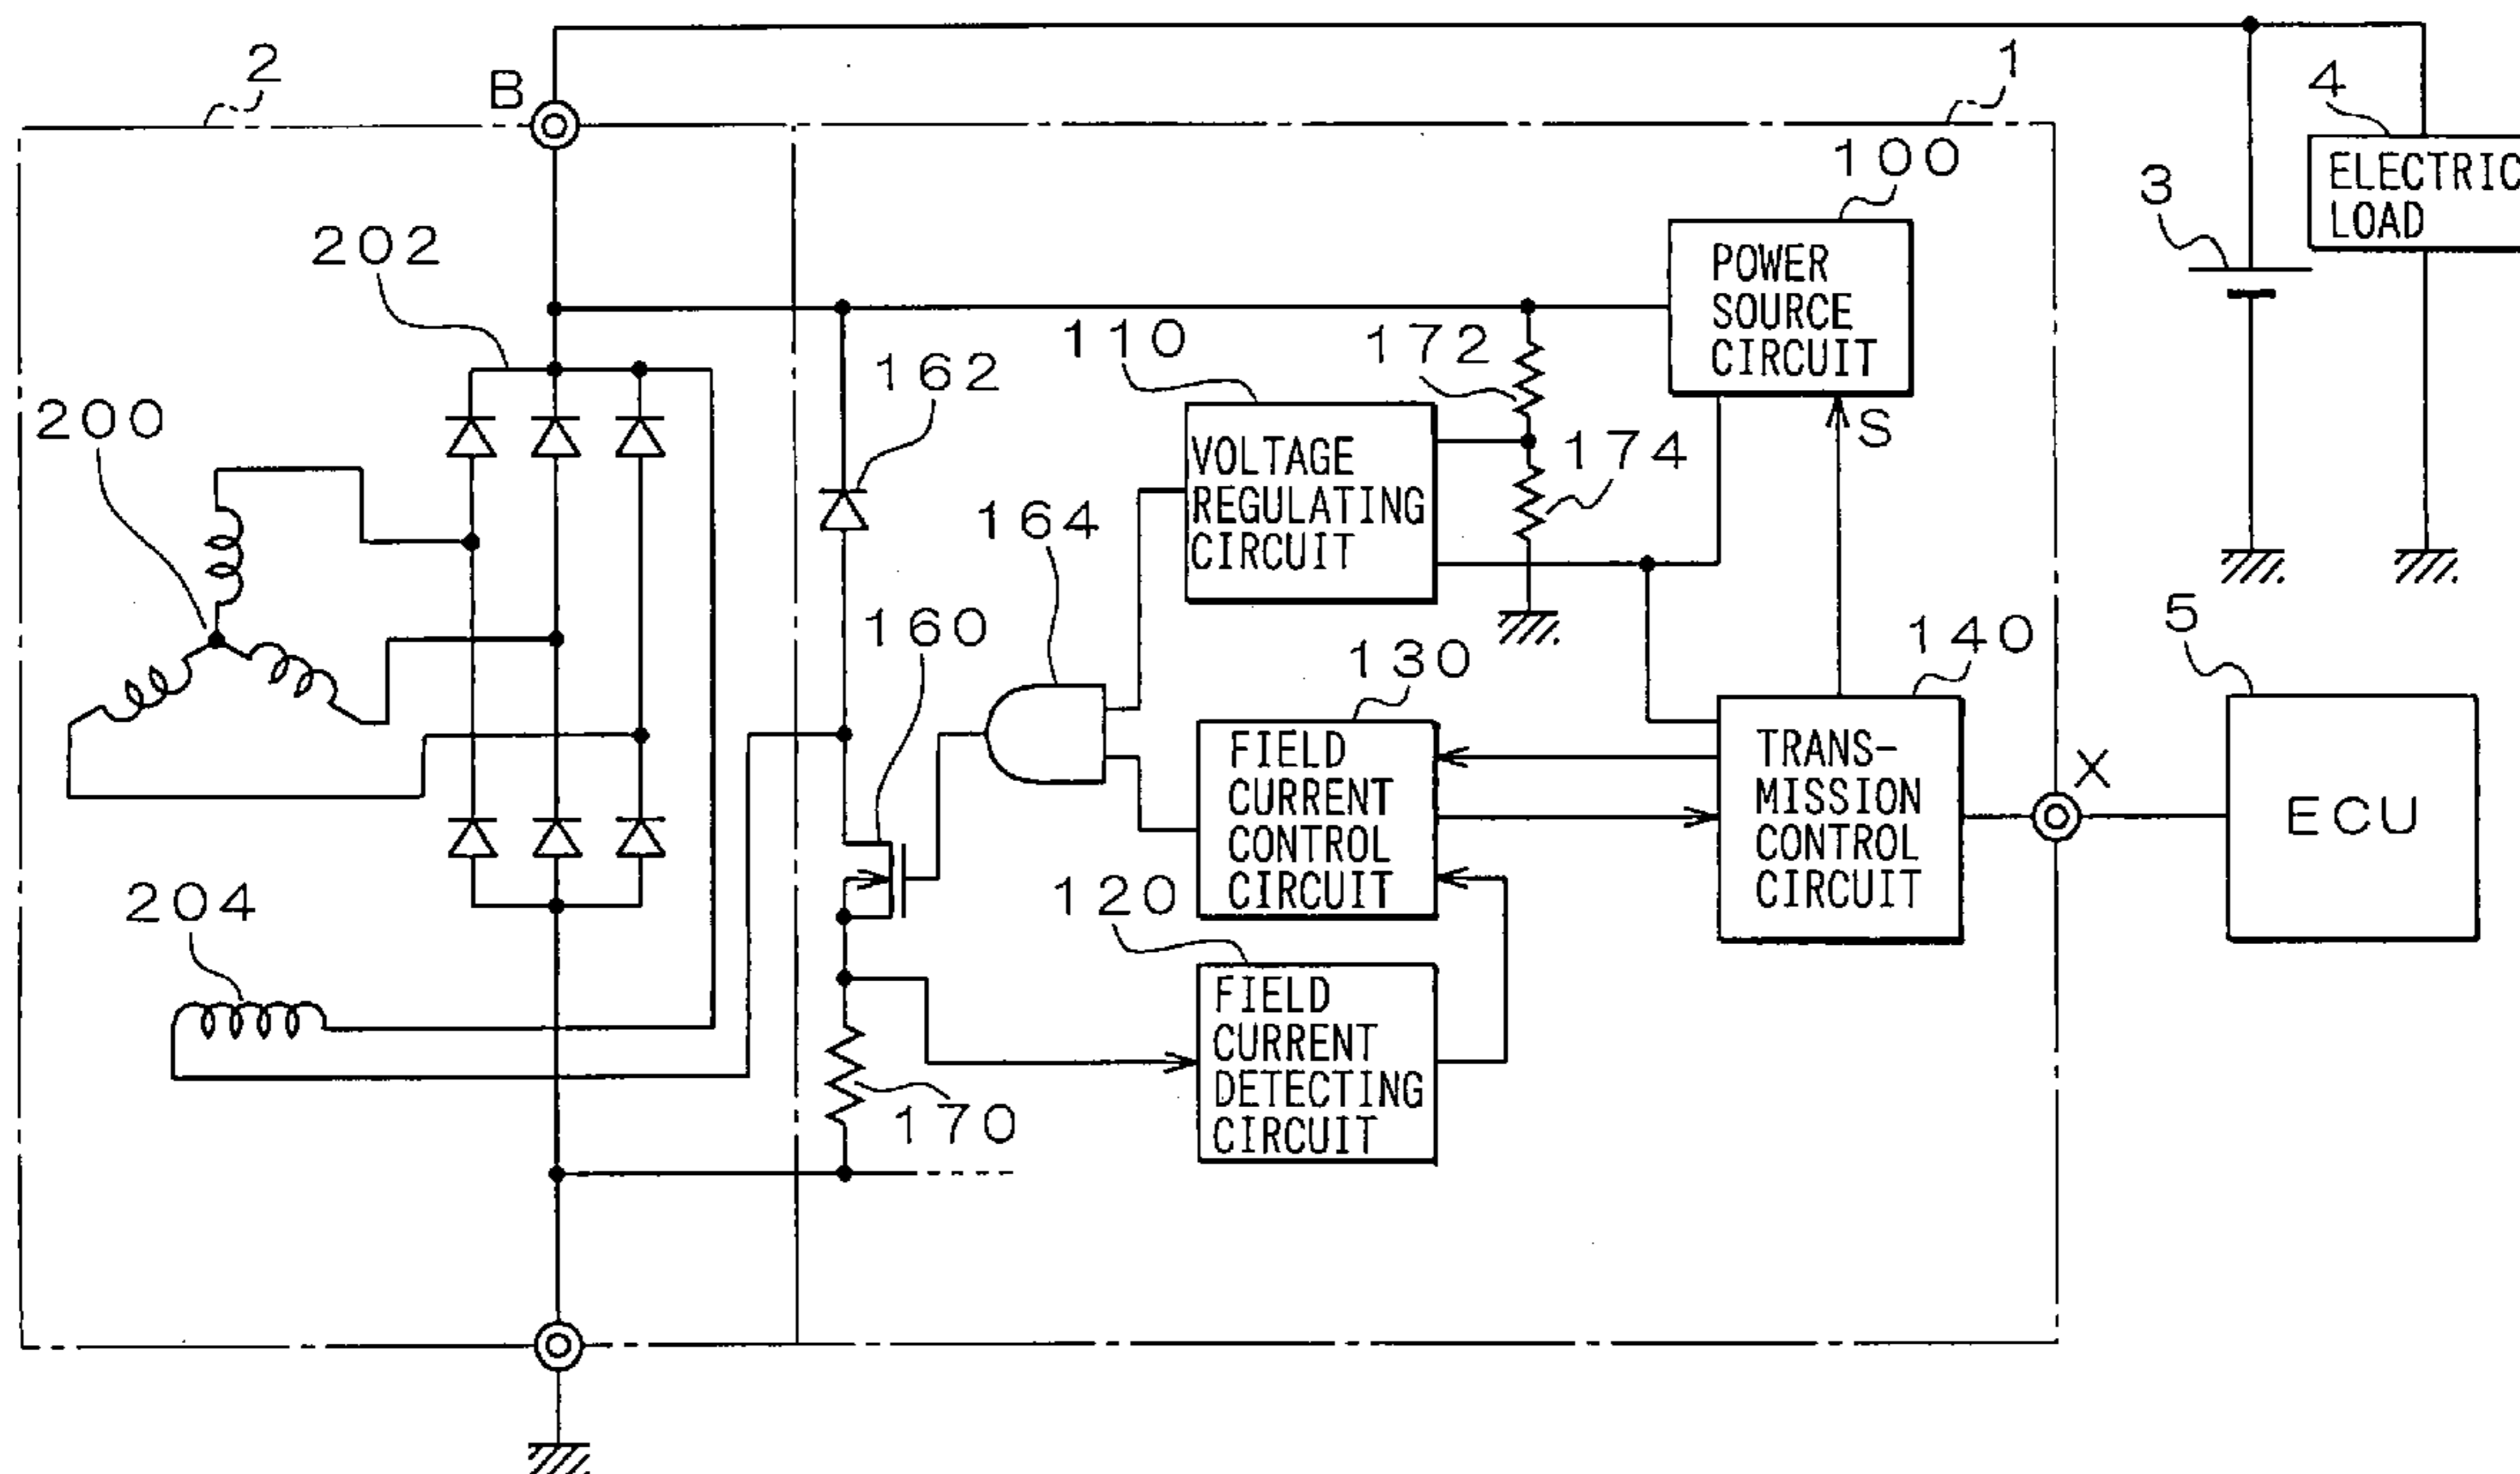 2
B
1
4
ELECTRIC
LOAD
3
100
POWER
SOURCE
CIRCUIT
S
202
110
172
162
200
VOLTAGE
REGULATING
CIRCUIT
174
164
160
130
140
5
FIELD
CURRENT
CONTROL
CIRCUIT
TRANS-
MISSION
CONTROL
CIRCUIT
X
ECU
204
120
FIELD
CURRENT
DETECTING
CIRCUIT
170